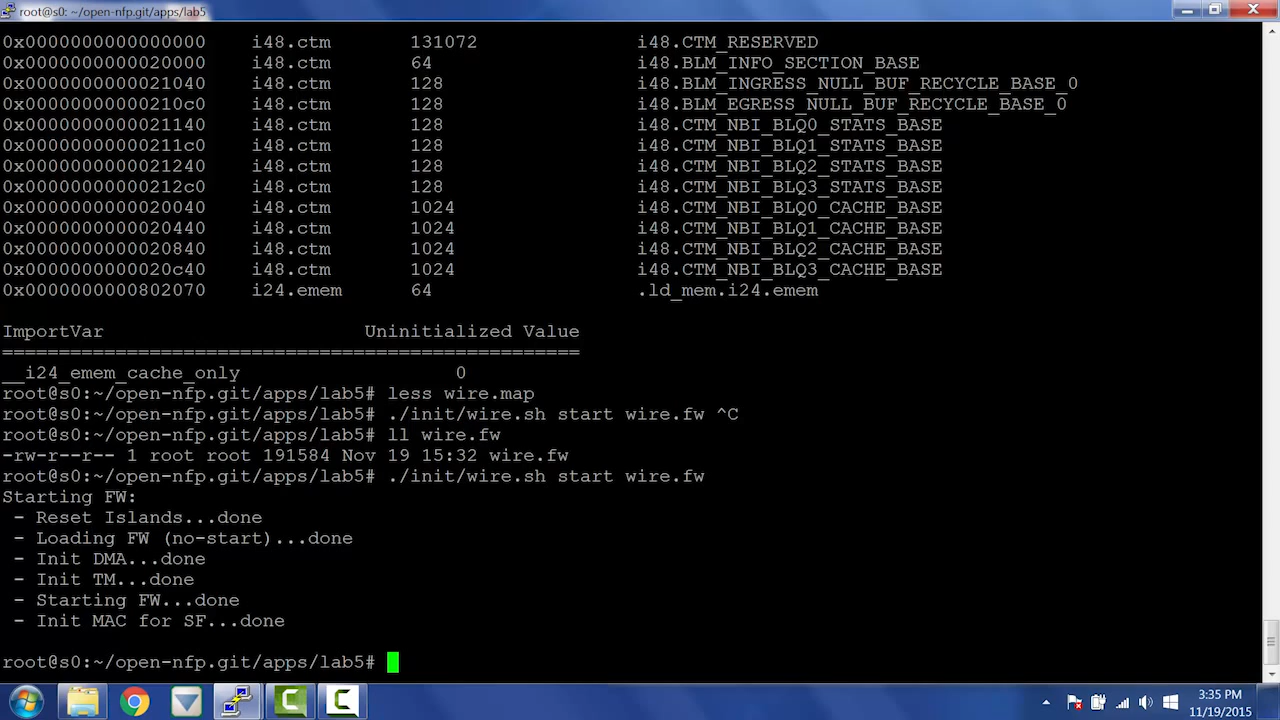 root@s0: ~/open-nfp.git/apps/lab5
0x0000000000000000 i48.ctm 131072 i48.CTM_RESERVED
0x0000000000020000 i48.ctm 64 i48.BLM_INFO_SECTION_BASE
0x0000000000021040 i48.ctm 128 i48.BLM_INGRESS_NULL_BUF_RECYCLE_BASE_0
0x00000000000210c0 i48.ctm 128 i48.BLM_EGRESS_NULL_BUF_RECYCLE_BASE_0
0x0000000000021140 i48.ctm 128 i48.CTM_NBI_BLQ0_STATS_BASE
0x00000000000211c0 i48.ctm 128 i48.CTM_NBI_BLQ1_STATS_BASE
0x0000000000021240 i48.ctm 128 i48.CTM_NBI_BLQ2_STATS_BASE
0x00000000000212c0 i48.ctm 128 i48.CTM_NBI_BLQ3_STATS_BASE
0x0000000000020040 i48.ctm 1024 i48.CTM_NBI_BLQ0_CACHE_BASE
0x0000000000020440 i48.ctm 1024 i48.CTM_NBI_BLQ1_CACHE_BASE
0x0000000000020840 i48.ctm 1024 i48.CTM_NBI_BLQ2_CACHE_BASE
0x0000000000020c40 i48.ctm 1024 i48.CTM_NBI_BLQ3_CACHE_BASE
0x0000000000802070 i24.emem 64 .ld_mem.i24.emem
ImportVar Uninitialized Value
===================================================
__i24_emem_cache_only 0
root@s0:~/open-nfp.git/apps/lab5# less wire.map
root@s0:~/open-nfp.git/apps/lab5# ./init/wire.sh start wire.fw ^C
root@s0:~/open-nfp.git/apps/lab5# ll wire.fw
-rw-r--r-- 1 root root 191584 Nov 19 15:32 wire.fw
root@s0:~/open-nfp.git/apps/lab5# ./init/wire.sh start wire.fw
Starting FW:
- Reset Islands...done
- Loading FW (no-start)...done
- Init DMA...done
- Init TM...done
- Starting FW...done
- Init MAC for SF...done
root@s0:~/open-nfp.git/apps/lab5#
3:35 PM
11/19/2015